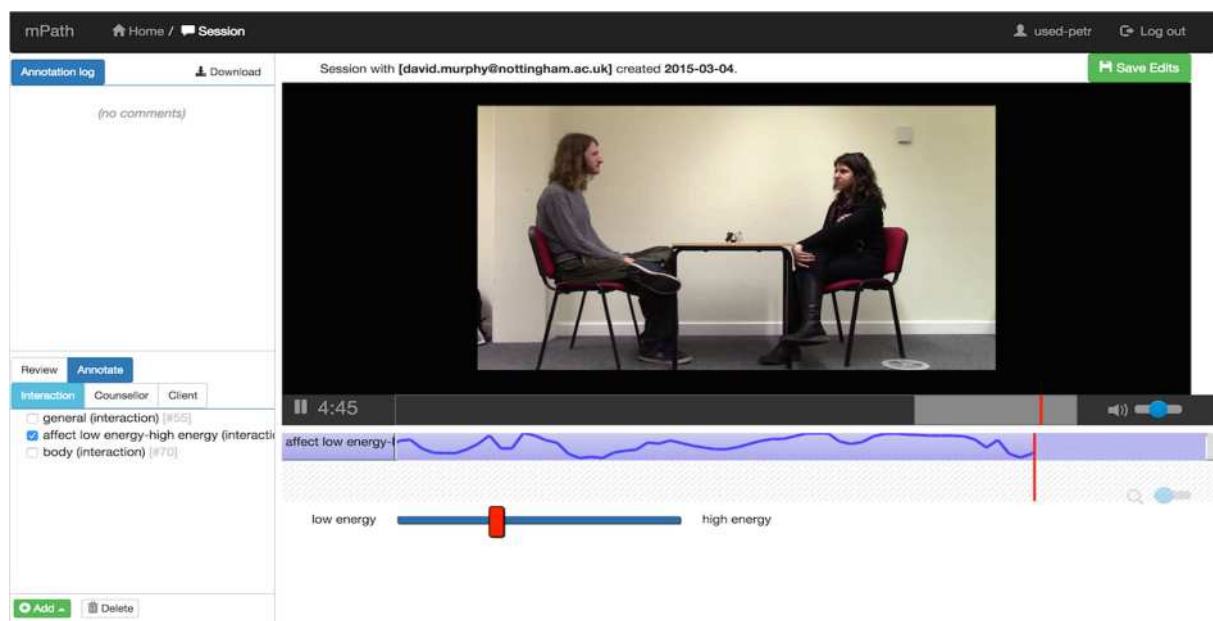 mPath Home / Session used-petr Log out
Annotation log Download
Session with [david.murphy@nottingham.ac.uk] created 2015-03-04.
Save Edits
(no comments)
Review Annotate
Interaction Counsellor Client
general (interaction) [#55]
affect low energy-high energy (interacti
body (interaction) [#70]
4:45
affect low energy-
low energy high energy
Add Delete